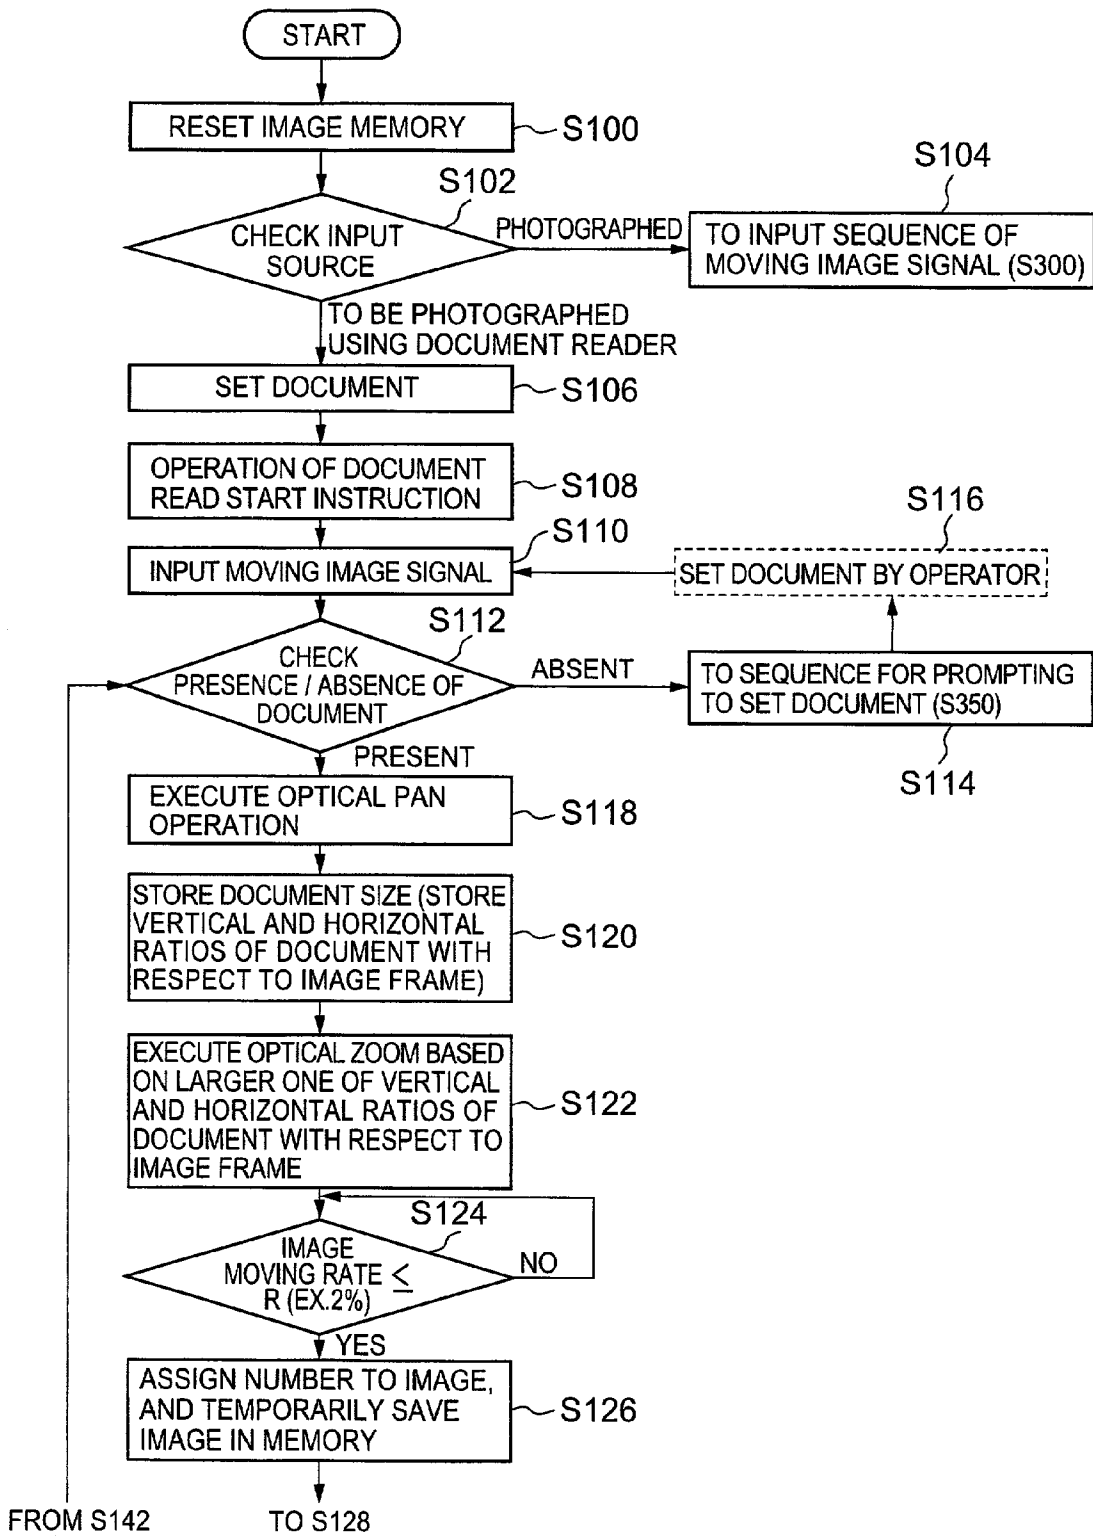 START
RESET IMAGE MEMORY
S100
S102
CHECK INPUT
SOURCE
PHOTOGRAPHED
S104
TO INPUT SEQUENCE OF
MOVING IMAGE SIGNAL (S300)
TO BE PHOTOGRAPHED
USING DOCUMENT READER
SET DOCUMENT
S106
OPERATION OF DOCUMENT
READ START INSTRUCTION
S108
S110
INPUT MOVING IMAGE SIGNAL
S116
SET DOCUMENT BY OPERATOR
S112
CHECK
PRESENCE / ABSENCE OF
DOCUMENT
ABSENT
TO SEQUENCE FOR PROMPTING
TO SET DOCUMENT (S350)
S114
PRESENT
EXECUTE OPTICAL PAN
OPERATION
S118
STORE DOCUMENT SIZE (STORE
VERTICAL AND HORIZONTAL
RATIOS OF DOCUMENT WITH
RESPECT TO IMAGE FRAME)
S120
EXECUTE OPTICAL ZOOM BASED
ON LARGER ONE OF VERTICAL
AND HORIZONTAL RATIOS OF
DOCUMENT WITH RESPECT TO
IMAGE FRAME
S122
S124
IMAGE
MOVING RATE ≤
R (EX.2%)
NO
YES
ASSIGN NUMBER TO IMAGE,
AND TEMPORARILY SAVE
IMAGE IN MEMORY
S126
FROM S142
TO S128